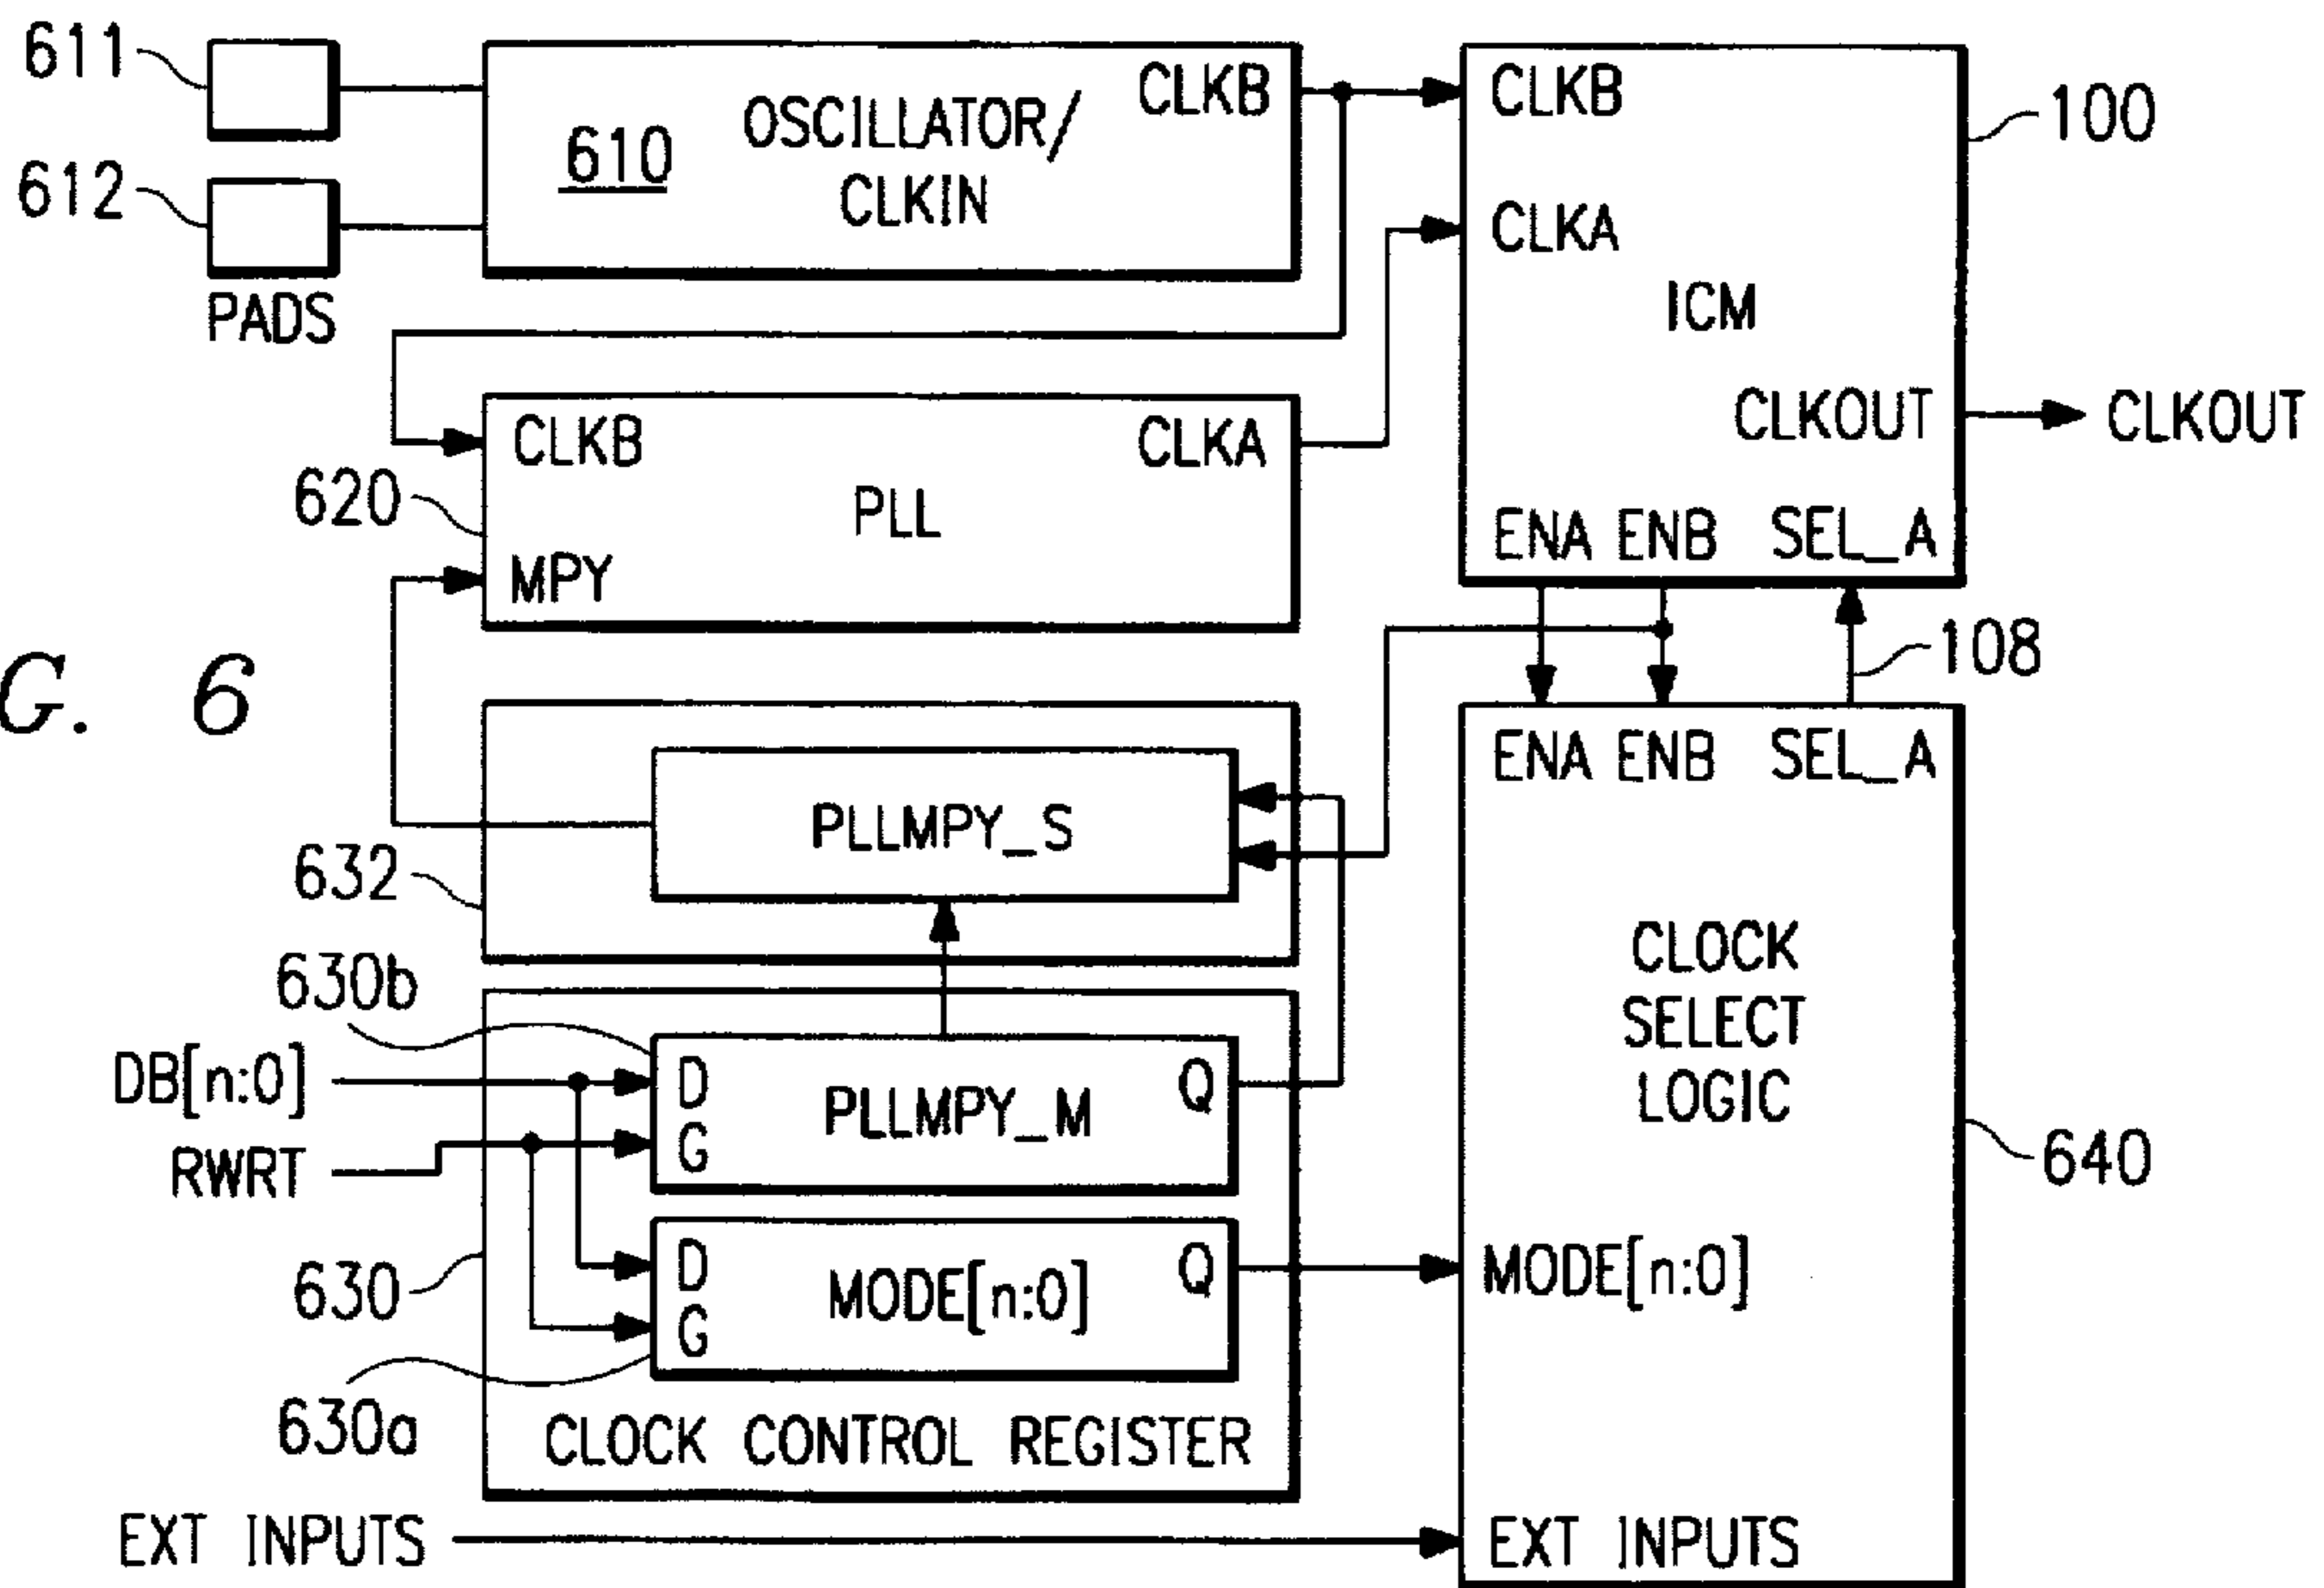 611
612
PADS
610
OSCILLATOR/
CLKIN
CLKB
CLKB
CLKA
ICM
CLKOUT
ENA ENB SEL_A
100
CLKOUT
CLKB
CLKA
PLL
MPY
620
G. 6
108
PLLMPY_S
632
630b
DB[n:0]
RWRT
D
G
PLLMPY_M
Q
D
G
MODE[n:0]
Q
630
630a
CLOCK CONTROL REGISTER
EXT INPUTS
ENA ENB SEL_A
CLOCK
SELECT
LOGIC
MODE[n:0]
EXT INPUTS
640